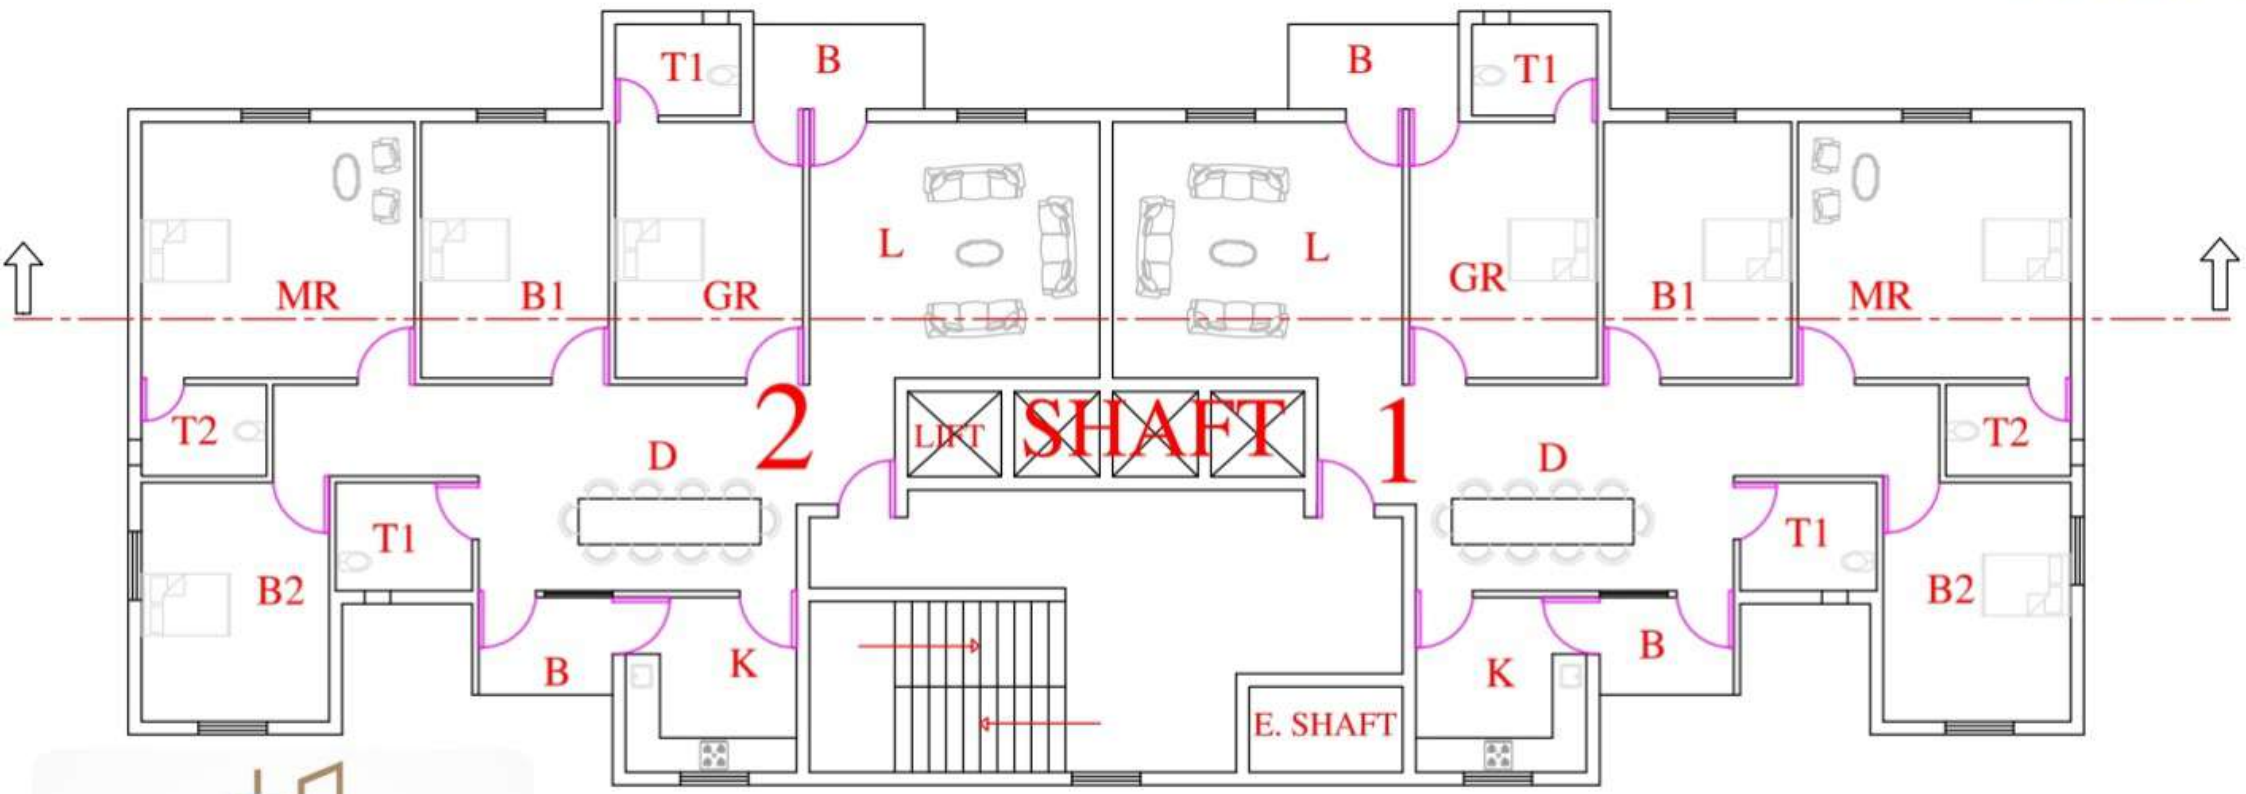 T1 B B T1
L L
MR B1 GR GR B1 MR
T2 D 2 LIFT SHAFT 1 D T2
T1 T1
B2 B2
B K K B
E. SHAFT